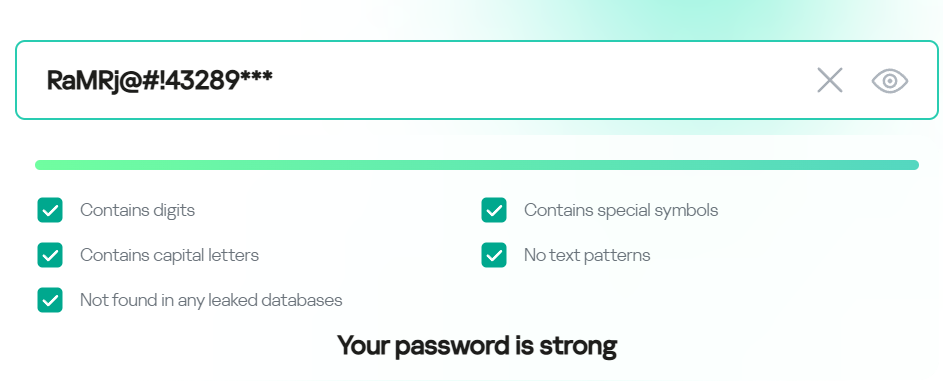 RaMRj@#!43289***
Contains digits
Contains special symbols
Contains capital letters
No text patterns
Not found in any leaked databases
Your password is strong